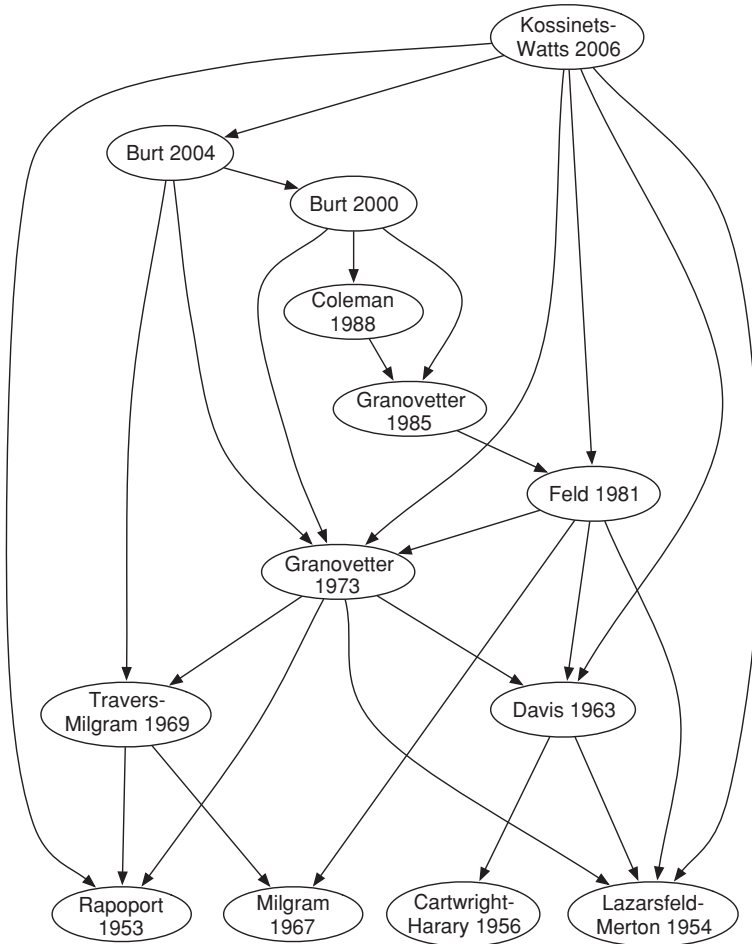 Kossinets-
Watts 2006
Burt 2004
Burt 2000
Coleman
1988
Granovetter
1985
Feld 1981
Granovetter
1973
Travers-
Milgram 1969
Davis 1963
Rapoport
1953
Milgram
1967
Cartwright-
Harary 1956
Lazarsfeld-
Merton 1954